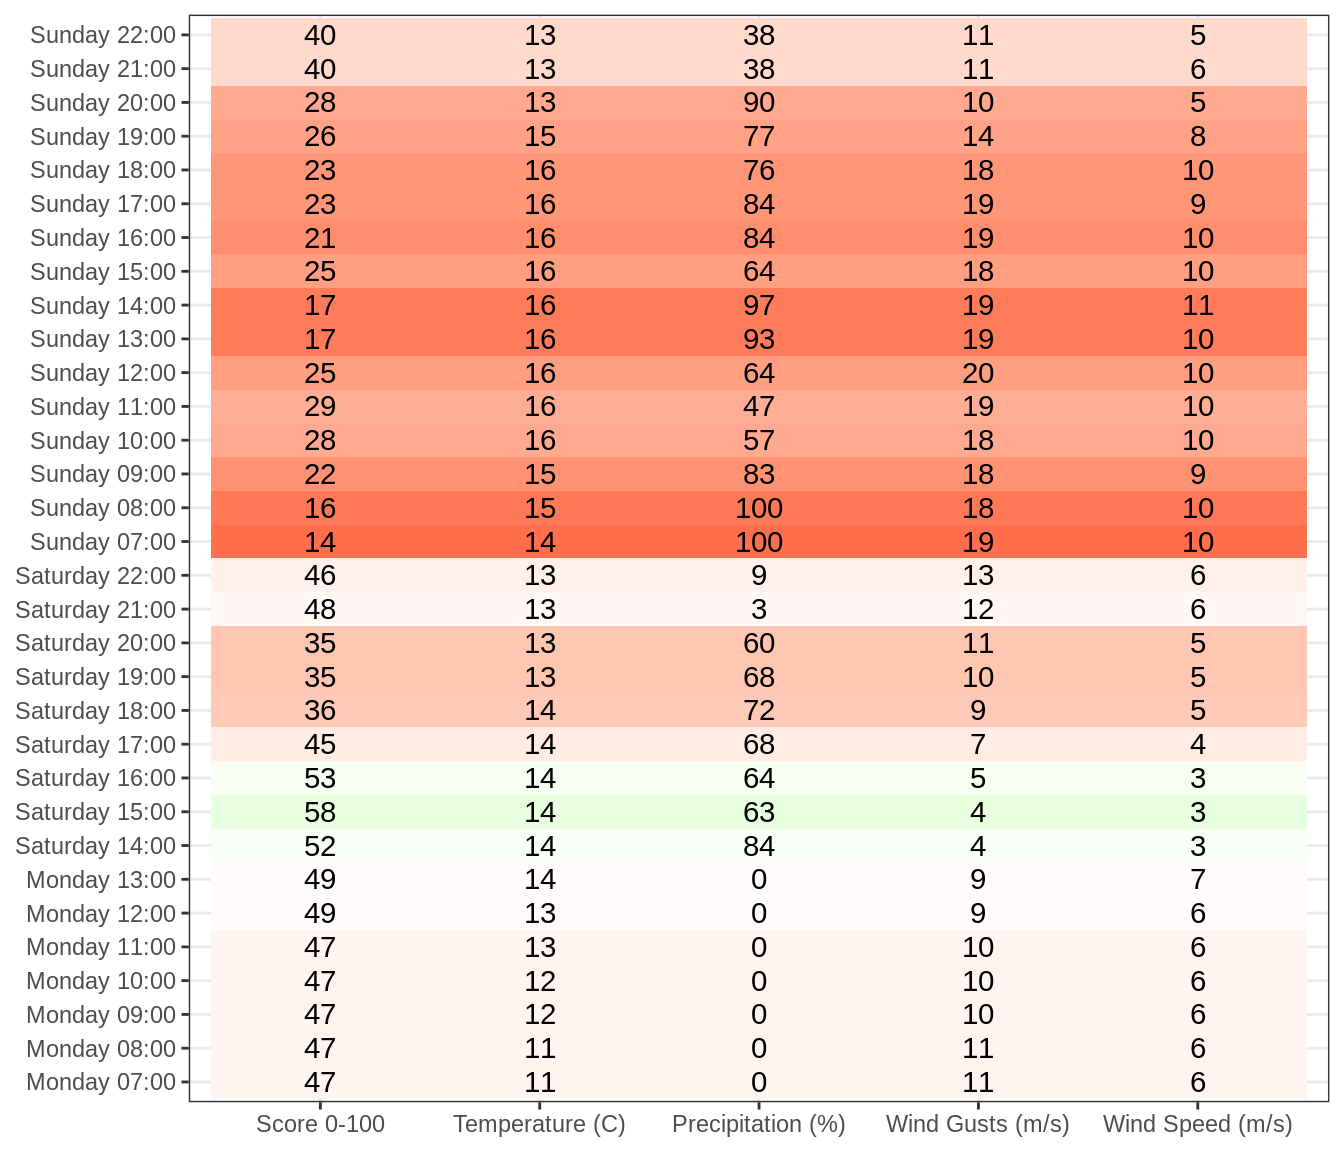 Sunday 22:00 40 13 38 11 5
Sunday 21:00 40 13 38 11 6
Sunday 20:00 28 13 90 10 5
Sunday 19:00 26 15 77 14 8
Sunday 18:00 23 16 76 18 10
Sunday 17:00 23 16 84 19 9
Sunday 16:00 21 16 84 19 10
Sunday 15:00 25 16 64 18 10
Sunday 14:00 17 16 97 19 11
Sunday 13:00 17 16 93 19 10
Sunday 12:00 25 16 64 20 10
Sunday 11:00 29 16 47 19 10
Sunday 10:00 28 16 57 18 10
Sunday 09:00 22 15 83 18 9
Sunday 08:00 16 15 100 18 10
Sunday 07:00 14 14 100 19 10
Saturday 22:00 46 13 9 13 6
Saturday 21:00 48 13 3 12 6
Saturday 20:00 35 13 60 11 5
Saturday 19:00 35 13 68 10 5
Saturday 18:00 36 14 72 9 5
Saturday 17:00 45 14 68 7 4
Saturday 16:00 53 14 64 5 3
Saturday 15:00 58 14 63 4 3
Saturday 14:00 52 14 84 4 3
Monday 13:00 49 14 0 9 7
Monday 12:00 49 13 0 9 6
Monday 11:00 47 13 0 10 6
Monday 10:00 47 12 0 10 6
Monday 09:00 47 12 0 10 6
Monday 08:00 47 11 0 11 6
Monday 07:00 47 11 0 11 6
Score 0-100 Temperature (C) Precipitation (%) Wind Gusts (m/s) Wind Speed (m/s)